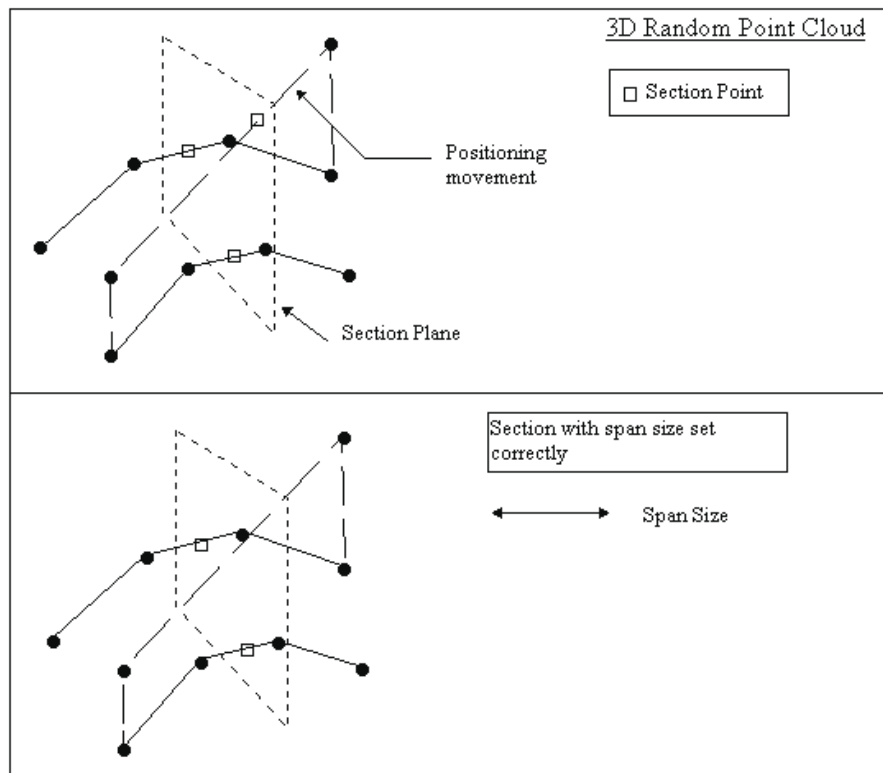 3D Random Point Cloud
Section Point
Positioning
movement
Section Plane
Section with span size set
correctly
Span Size